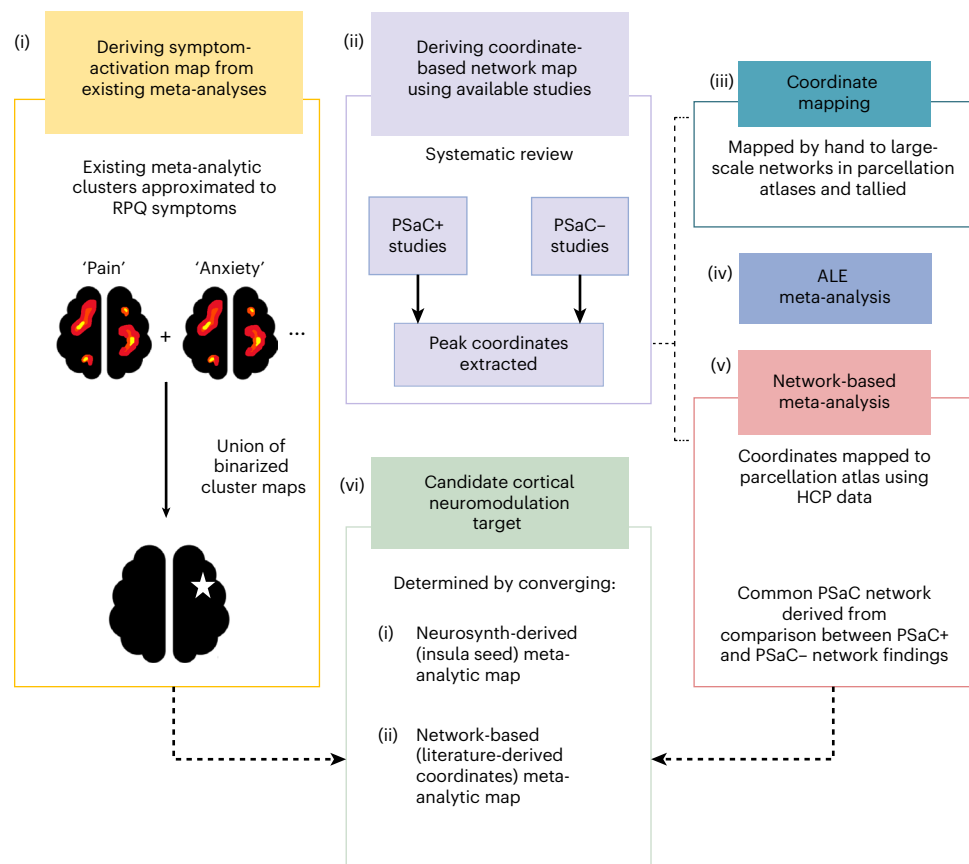 (i)
Deriving symptom-
activation map from
existing meta-analyses
Existing meta-analytic
clusters approximated to
RPQ symptoms
‘Pain’
‘Anxiety’
+
...
Union of
binarized
cluster maps
(ii)
Deriving coordinate-
based network map
using available studies
Systematic review
PSaC+
studies
PSaC–
studies
Peak coordinates
extracted
(iii)
Coordinate
mapping
Mapped by hand to large-
scale networks in parcellation
atlases and tallied
(iv)
ALE
meta-analysis
(v)
Network-based
meta-analysis
Coordinates mapped to
parcellation atlas using
HCP data
Common PSaC network
derived from
comparison between PSaC+
and PSaC– network findings
(vi)
Candidate cortical
neuromodulation
target
Determined by converging:
(i) Neurosynth-derived
(insula seed) meta-
analytic map
(ii) Network-based
(literature-derived
coordinates) meta-
analytic map